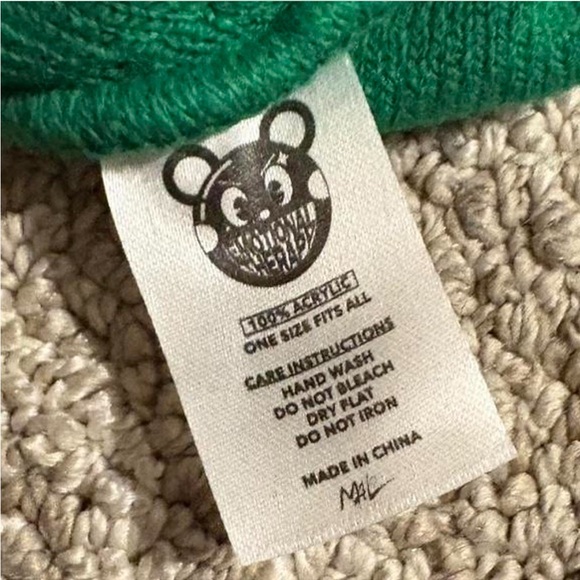 EMOTIONAL
THERAPY
100% ACRYLIC
ONE SIZE FITS ALL
CARE INSTRUCTIONS
HAND WASH
DO NOT BLEACH
DRY FLAT
DO NOT IRON
MADE IN CHINA